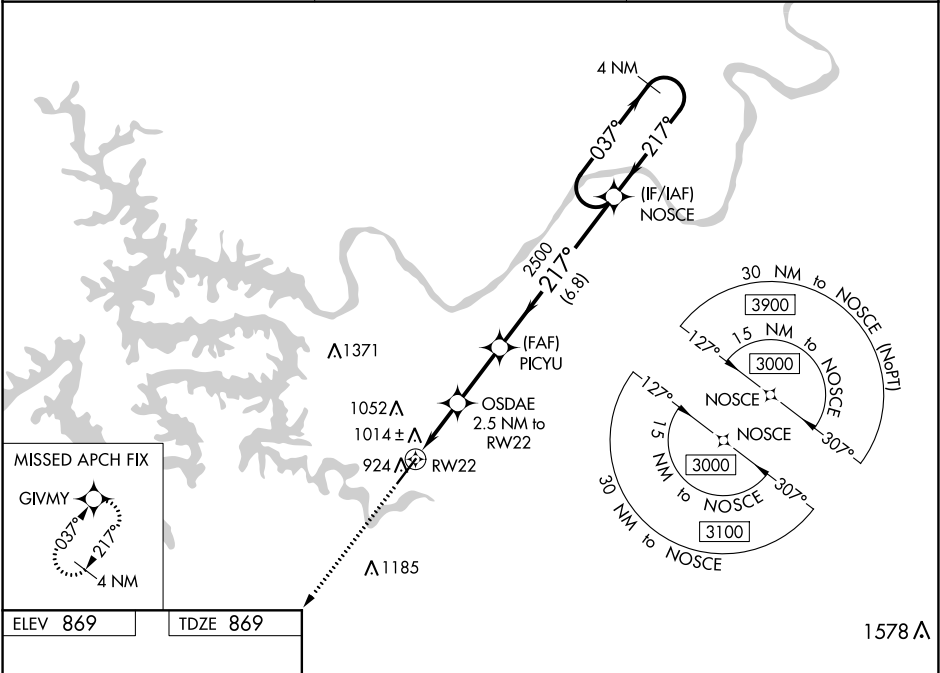 4 NM
037°
217°
(IF/IAF)
NOSCE
2500
217°
(6.8)
(FAF)
PICYU
1371
1052
OSDAE
2.5 NM to
RW22
1014 ±
924
RW22
1185
30 NM to NOSCE (NoPT)
3900
15 NM to NOSCE
3000
127°
NOSCE
307°
127°
NOSCE
3000
307°
15 NM to NOSCE
3100
30 NM to NOSCE
MISSED APCH FIX
GIVMY
037°
217°
4 NM
ELEV 869
TDZE 869
1578